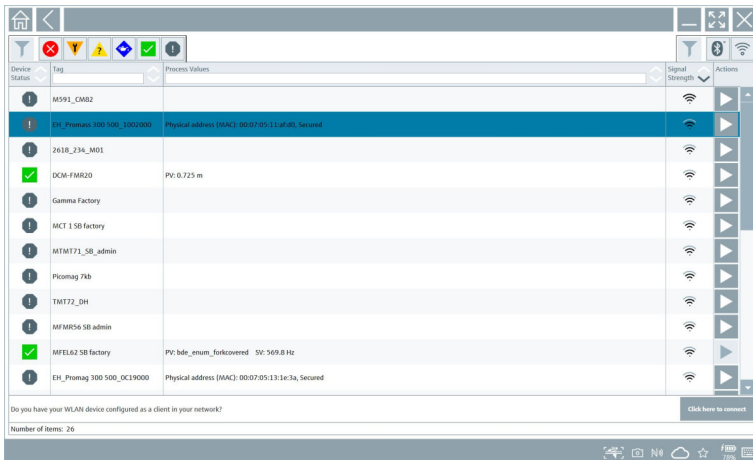 Device Status
Tag
Process Values
Signal Strength
Actions
M591_CM82
EH_Promass 300 500_1002000 Physical address (MAC): 00:07:05:11:af:d0, Secured
2618_234_M01
DCM-FMR20 PV: 0.725 m
Gamma Factory
MCT 1 SB factory
MTMT71_SB_admin
Picomag 7kb
TMT72_DH
MFMR56 SB admin
MFEL62 SB factory PV: bde_enum_forkcovered SV: 569.8 Hz
EH_Promag 300 500_0C19000 Physical address (MAC): 00:07:05:13:1e:3a, Secured
Do you have your WLAN device configured as a client in your network? Click here to connect
Number of items: 26
78%